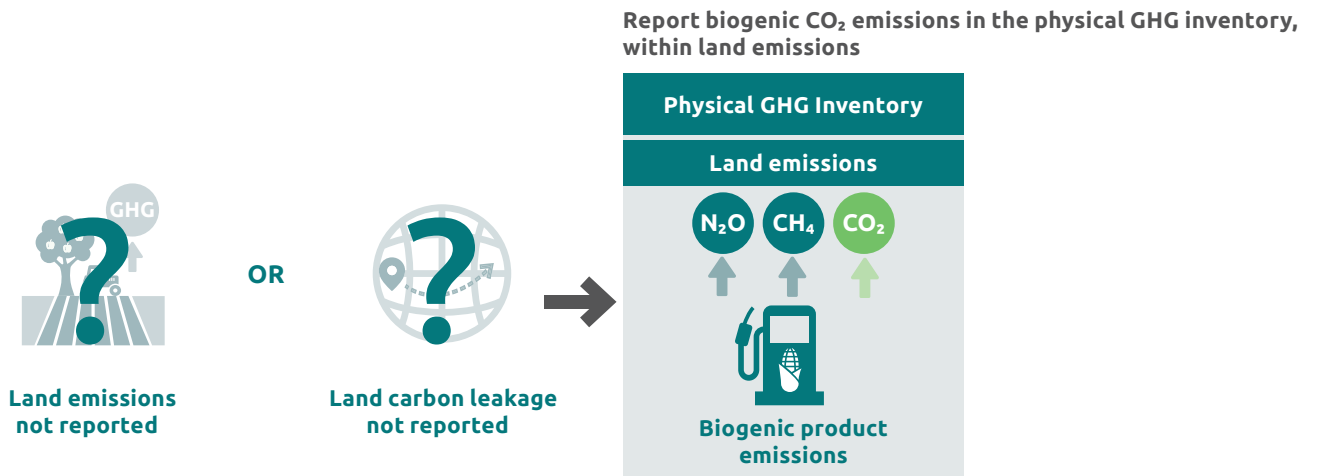 Report biogenic CO₂ emissions in the physical GHG inventory,
within land emissions
Physical GHG Inventory
Land emissions
GHG
N₂O CH₄ CO₂
OR
Land emissions
not reported
Land carbon leakage
not reported
Biogenic product
emissions